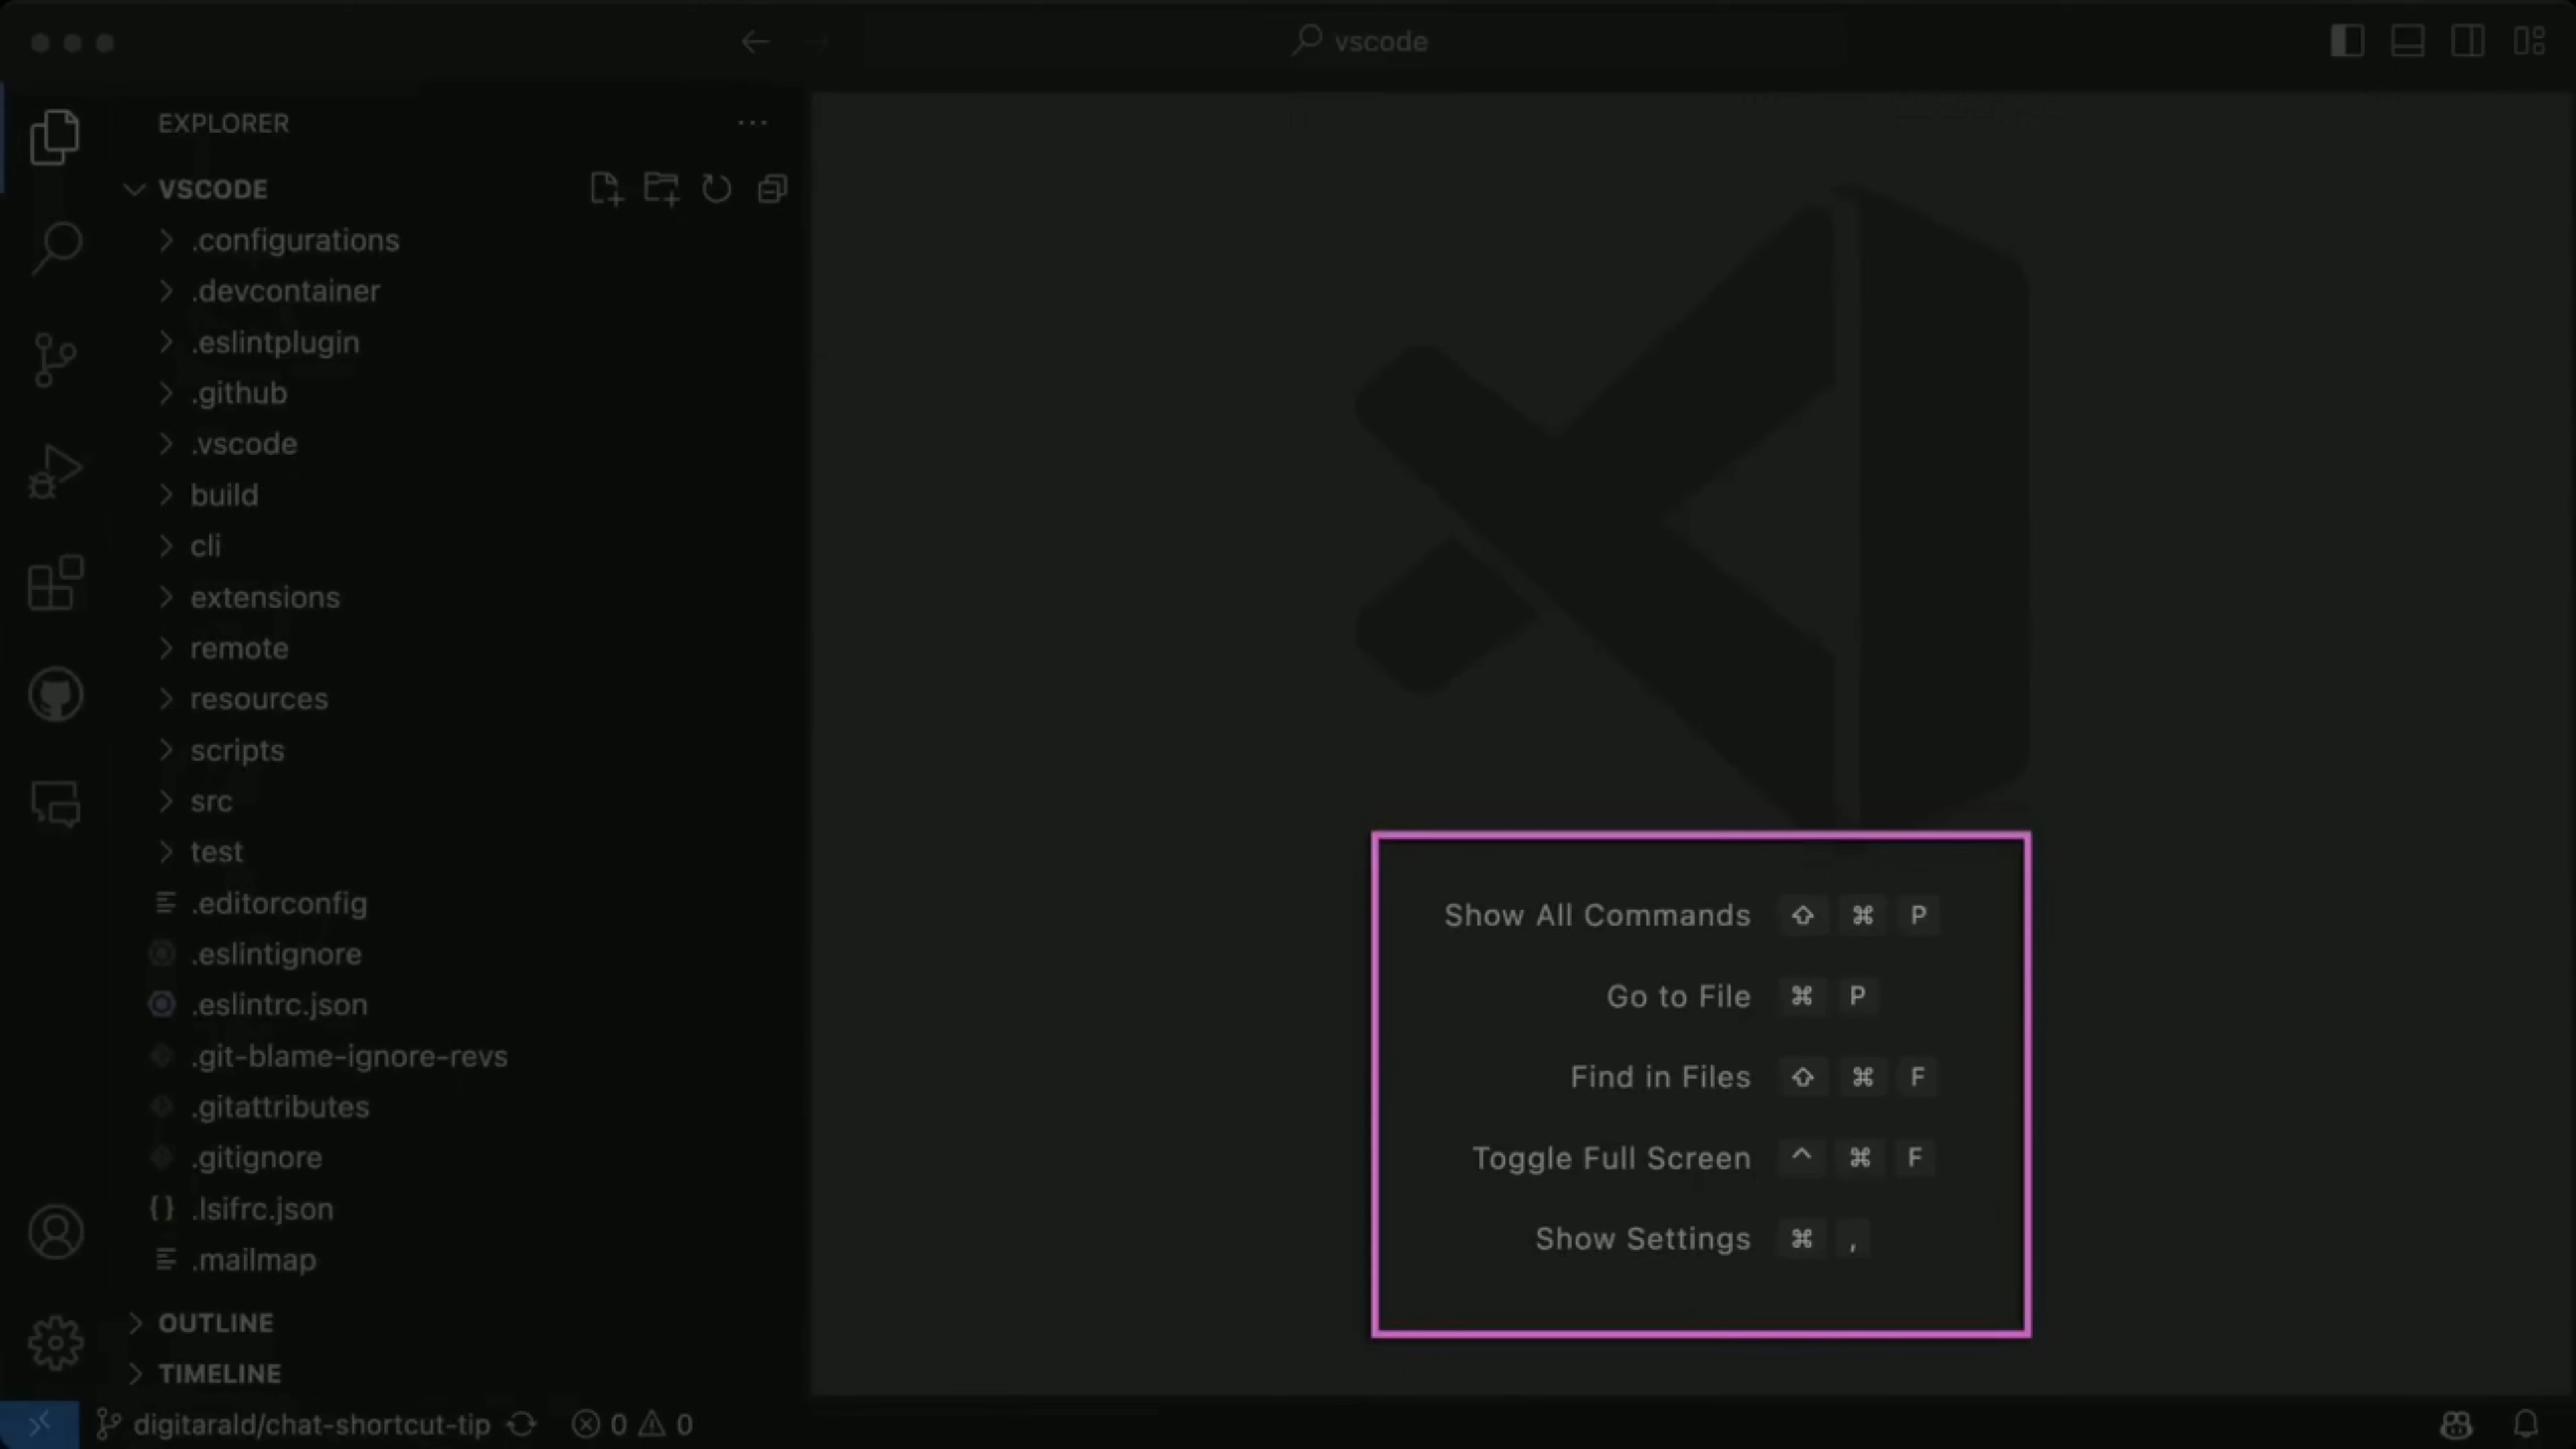 vscode
EXPLORER ...
VSCODE
.configurations
.devcontainer
.eslintplugin
.github
.vscode
build
cli
extensions
remote
resources
scripts
src
test
.editorconfig
.eslintignore
.eslintrc.json
.git-blame-ignore-revs
.gitattributes
.gitignore
{} .lsifrc.json
.mailmap
OUTLINE
TIMELINE
Show All Commands ⇧ ⌘ P
Go to File ⌘ P
Find in Files ⇧ ⌘ F
Toggle Full Screen ^ ⌘ F
Show Settings ⌘ ,
digitarald/chat-shortcut-tip 0 0